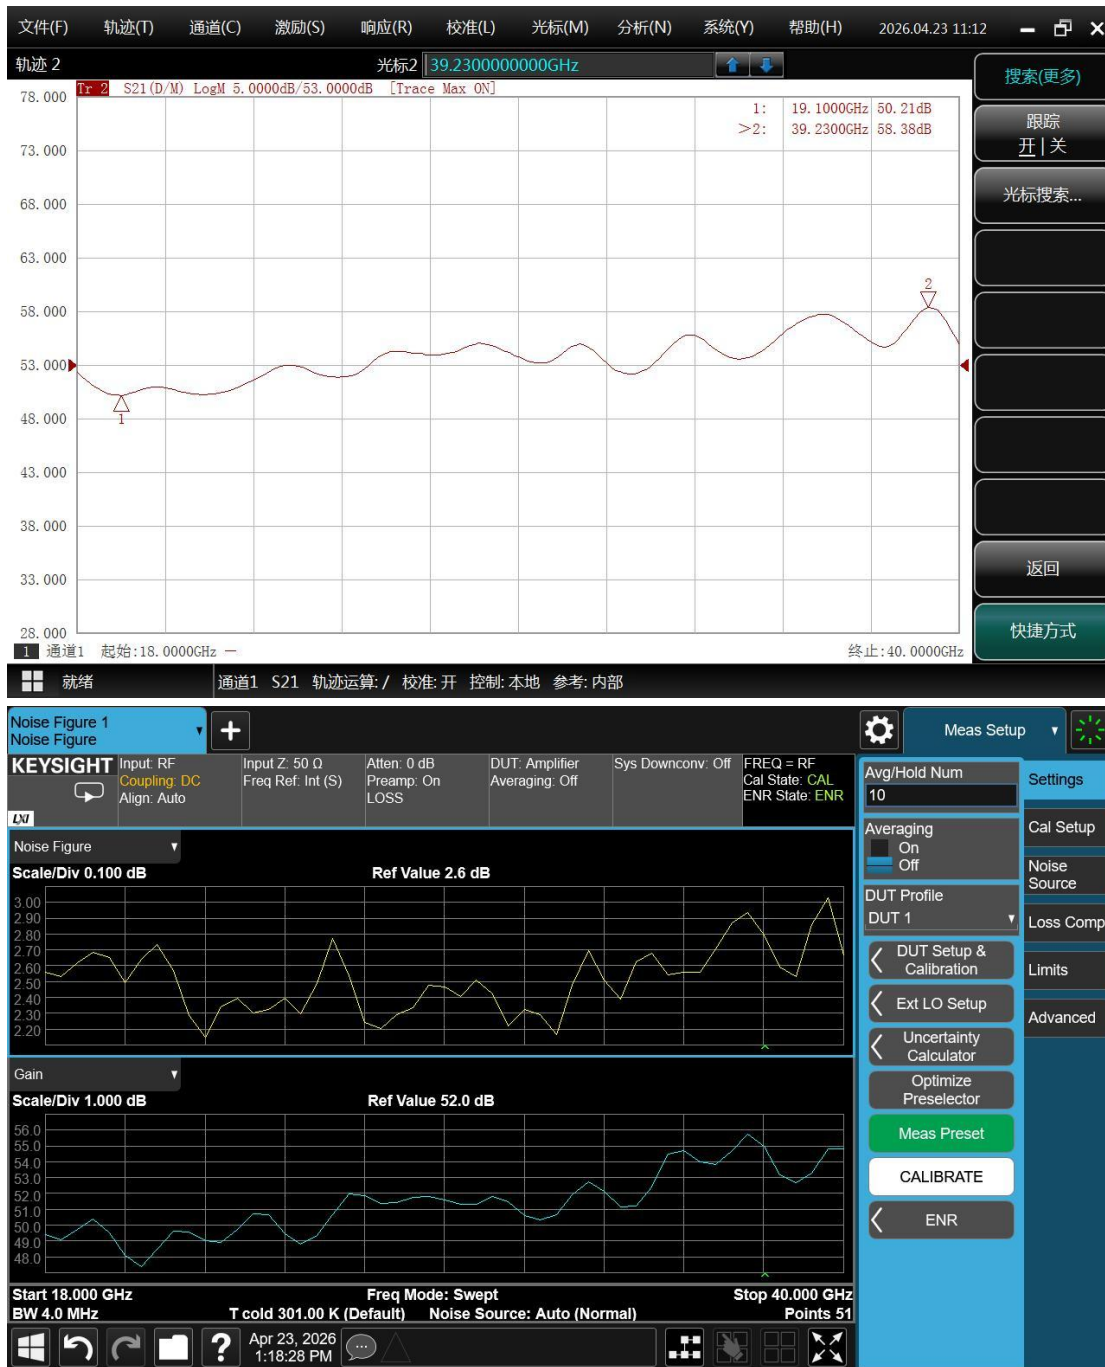 文件(F) 轨迹(T) 通道(C) 激励(S) 响应(R) 校准(L) 光标(M) 分析(N) 系统(Y) 帮助(H) 2026.04.23 11:12
轨迹 2 光标2 39.2300000000GHz
搜索(更多)
Tr 2 S21(D/M) LogM 5.0000dB/53.0000dB [Trace Max ON]
78.000
1: 19.1000GHz 50.21dB
>2: 39.2300GHz 58.38dB
跟踪
开|关
73.000
光标搜索...
68.000
63.000
2
58.000
53.000
48.000
1
43.000
38.000
返回
33.000
快捷方式
28.000
1 通道1 起始:18.0000GHz — 终止:40.0000GHz
就绪 通道1 S21 轨迹运算:/ 校准:开 控制:本地 参考:内部
Noise Figure 1
Noise Figure
+
Meas Setup
KEYSIGHT
LXI
Input: RF
Coupling: DC
Align: Auto
Input Z: 50 Ω
Freq Ref: Int (S)
Atten: 0 dB
Preamp: On
LOSS
DUT: Amplifier
Averaging: Off
Sys Downconv: Off
FREQ = RF
Cal State: CAL
ENR State: ENR
Noise Figure
Scale/Div 0.100 dB Ref Value 2.6 dB
3.00
2.90
2.80
2.70
2.60
2.50
2.40
2.30
2.20
Gain
Scale/Div 1.000 dB Ref Value 52.0 dB
56.0
55.0
54.0
53.0
52.0
51.0
50.0
49.0
48.0
Start 18.000 GHz Freq Mode: Swept Stop 40.000 GHz
BW 4.0 MHz T cold 301.00 K (Default) Noise Source: Auto (Normal) Points 51
Avg/Hold Num
10
Averaging
On
Off
DUT Profile
DUT 1
DUT Setup &
Calibration
Ext LO Setup
Uncertainty
Calculator
Optimize
Preselector
Meas Preset
CALIBRATE
ENR
Settings
Cal Setup
Noise
Source
Loss Comp
Limits
Advanced
?
Apr 23, 2026
1:18:28 PM